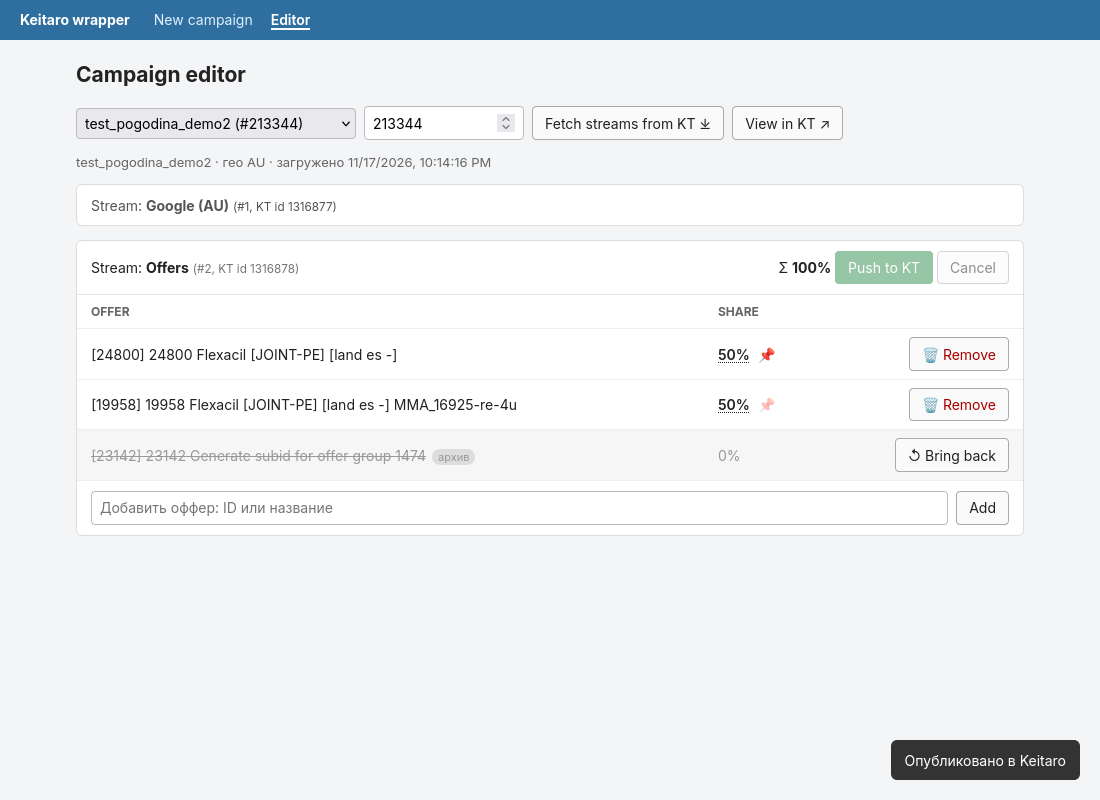 Keitaro wrapper New campaign Editor
Campaign editor
test_pogodina_demo2 (#213344) 213344 Fetch streams from KT ↓ View in KT ↗
test_pogodina_demo2 · гео AU · загружено 11/17/2026, 10:14:16 PM
Stream: Google (AU) (#1, KT id 1316877)
Stream: Offers (#2, KT id 1316878) Σ 100% Push to KT Cancel
OFFER SHARE
[24800] 24800 Flexacil [JOINT-PE] [land es -] 50% 📌 🗑️ Remove
[19958] 19958 Flexacil [JOINT-PE] [land es -] MMA_16925-re-4u 50% 📌 🗑️ Remove
[23142] 23142 Generate subid for offer group 1474 архив 0% ↺ Bring back
Добавить оффер: ID или название Add
Опубликовано в Keitaro